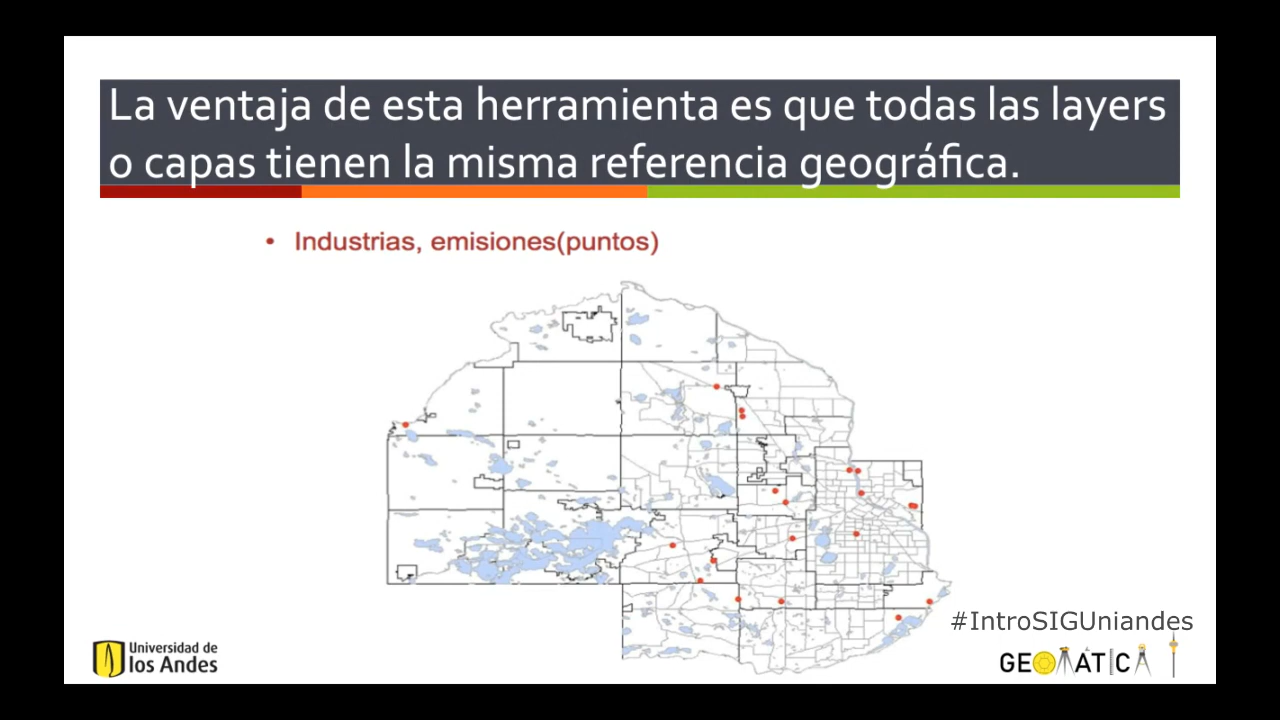 La ventaja de esta herramienta es que todas las layers
o capas tienen la misma referencia geográfica.
• Industrias, emisiones(puntos)
#IntroSIGUniandes
Universidad de
los Andes
GEOMATICA